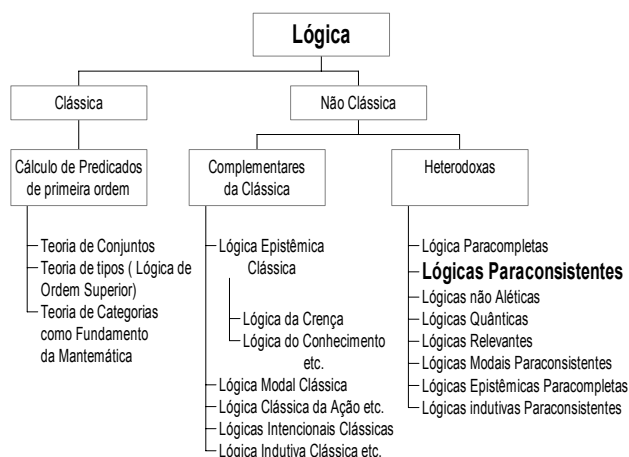 Lógica
Clássica
Não Clássica
Cálculo de Predicados
de primeira ordem
Complementares
da Clássica
Heterodoxas
Teoria de Conjuntos
Teoria de tipos ( Lógica de
Ordem Superior)
Teoria de Categorias
como Fundamento
da Mantemática
Lógica Epistêmica
Clássica
Lógica da Crença
Lógica do Conhecimento
etc.
Lógica Modal Clássica
Lógica Clássica da Ação etc.
Lógicas Intencionais Clássicas
Lógica Indutiva Clássica etc.
Lógica Paracompletas
Lógicas Paraconsistentes
Lógicas não Aléticas
Lógicas Quânticas
Lógicas Relevantes
Lógicas Modais Paraconsistentes
Lógicas Epistêmicas Paracompletas
Lógicas indutivas Paraconsistentes